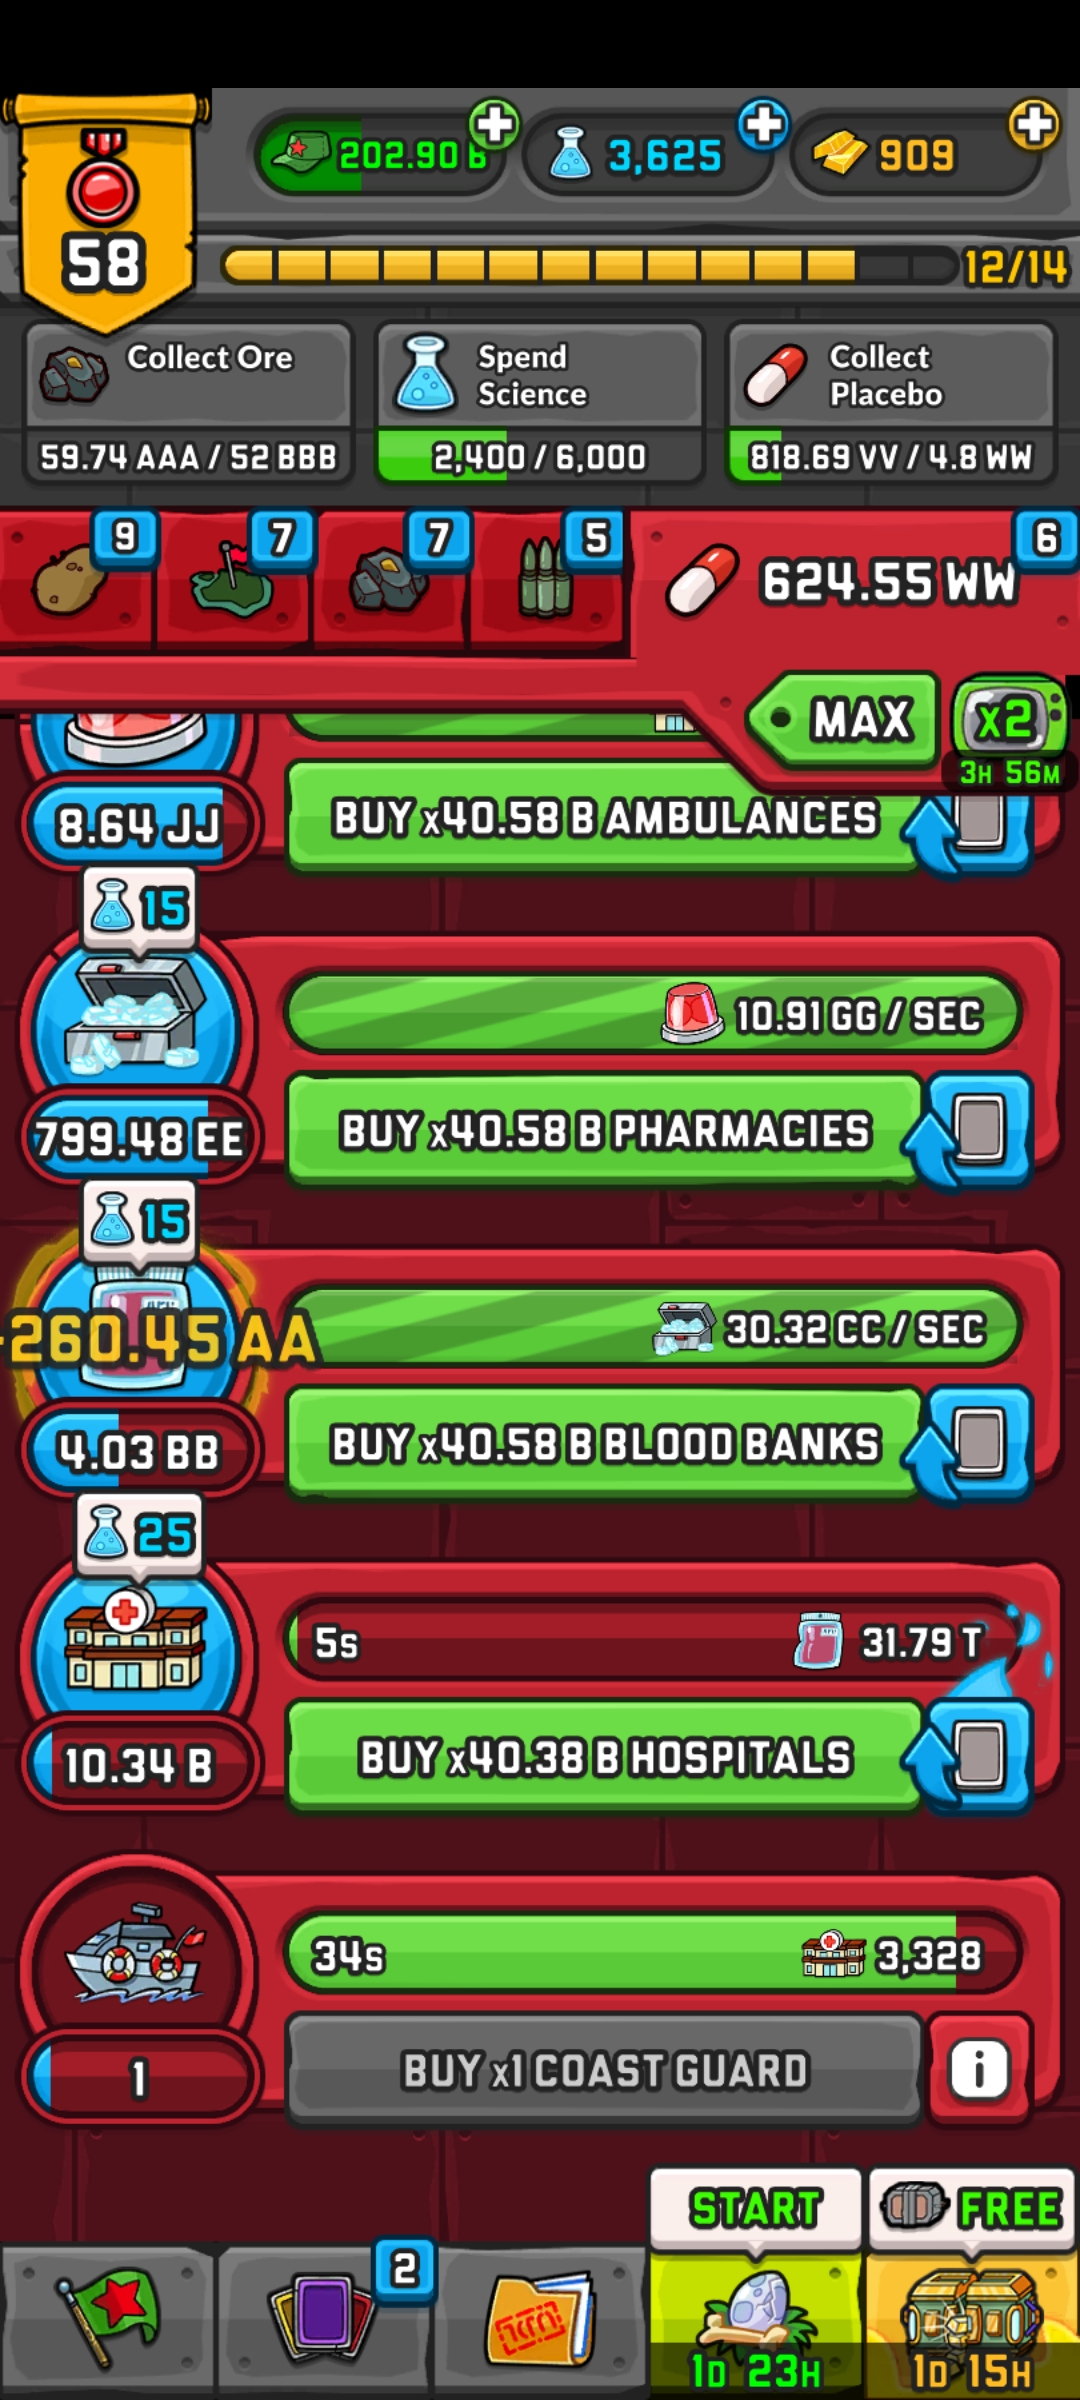 202.90 B
3,625
909
58
12/14
Collect Ore
59.74 AAA / 52 BBB
Spend
Science
2,400 / 6,000
Collect
Placebo
818.69 VV / 4.8 WW
9
7
7
5
6
624.55 WW
MAX
x2
3H 56M
8.64 JJ
BUY x40.58 B AMBULANCES
15
10.91 GG / SEC
799.48 EE
BUY x40.58 B PHARMACIES
15
-260.45 AA
30.32 CC / SEC
4.03 BB
BUY x40.58 B BLOOD BANKS
25
5s
31.79 T
10.34 B
BUY x40.38 B HOSPITALS
34s
3,328
1
BUY x1 COAST GUARD
i
START
FREE
2
1D 23H
1D 15H